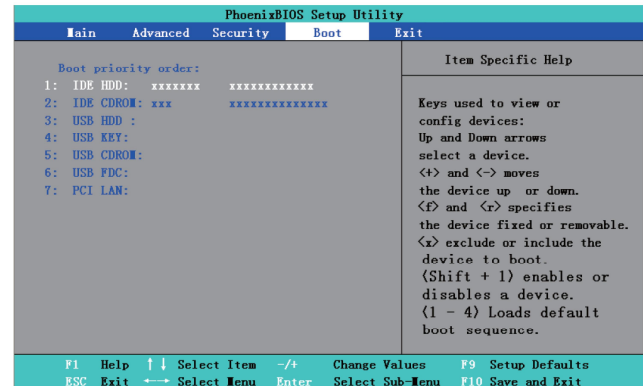 PhoenixBIOS Setup Utility
Main Advanced Security Boot Exit
Boot priority order:
1: IDE HDD: xxxxxxx xxxxxxxxxxxx
2: IDE CDROM: xxx xxxxxxxxxxxxxx
3: USB HDD :
4: USB KEY:
5: USB CDROM:
6: USB FDC:
7: PCI LAN:
Item Specific Help
Keys used to view or
config devices:
Up and Down arrows
select a device.
<+> and <-> moves
the device up or down.
<f> and <r> specifies
the device fixed or removable.
<x> exclude or include the
device to boot.
<Shift + 1> enables or
disables a device.
<1 - 4> Loads default
boot sequence.
F1 Help ↑↓ Select Item -/+ Change Values F9 Setup Defaults
ESC Exit ←→ Select Menu Enter Select Sub-Menu F10 Save and Exit